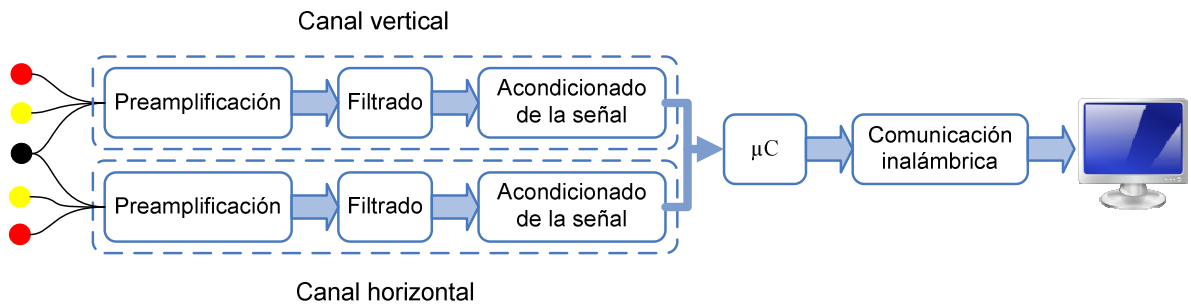 Canal vertical
Preamplificación
Filtrado
Acondicionado
de la señal
µC
Comunicación
inalámbrica
Preamplificación
Filtrado
Acondicionado
de la señal
Canal horizontal